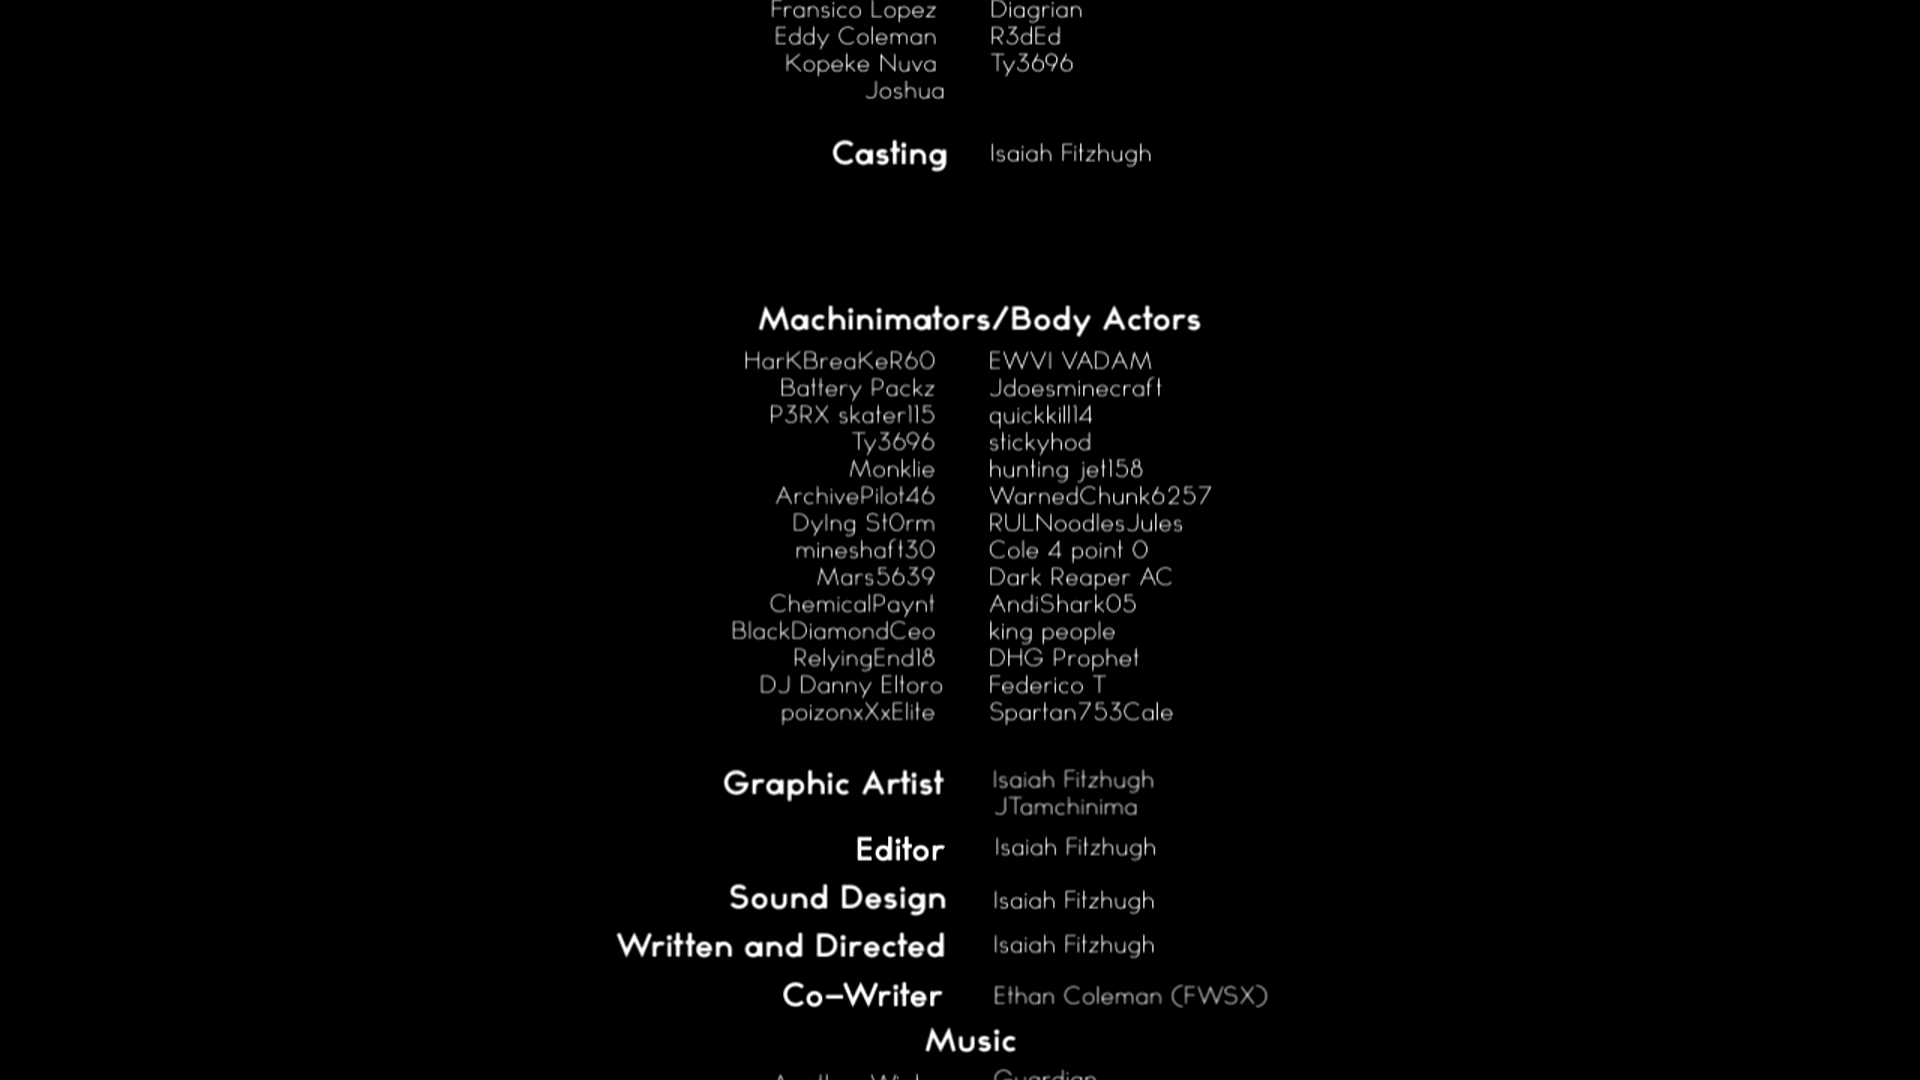 Fransico Lopez Diagrian
Eddy Coleman R3dEd
Kopeke Nuva Ty3696
Joshua
Casting Isaiah Fitzhugh
Machinimators/Body Actors
HarKBreaKeR60 EWVI VADAM
Battery Packz Jdoesminecraft
P3RX skater115 quickkill14
Ty3696 stickyhod
Monklie hunting jet158
ArchivePilot46 WarnedChunk6257
DyIng St0rm RULNoodlesJules
mineshaft30 Cole 4 point 0
Mars5639 Dark Reaper AC
ChemicalPaynt AndiShark05
BlackDiamondCeo king people
RelyingEnd18 DHG Prophet
DJ Danny Eltoro Federico T
poizonxXxElite Spartan753Cale
Graphic Artist Isaiah Fitzhugh
JTamchinima
Editor Isaiah Fitzhugh
Sound Design Isaiah Fitzhugh
Written and Directed Isaiah Fitzhugh
Co-Writer Ethan Coleman (FWSX)
Music
Guardian